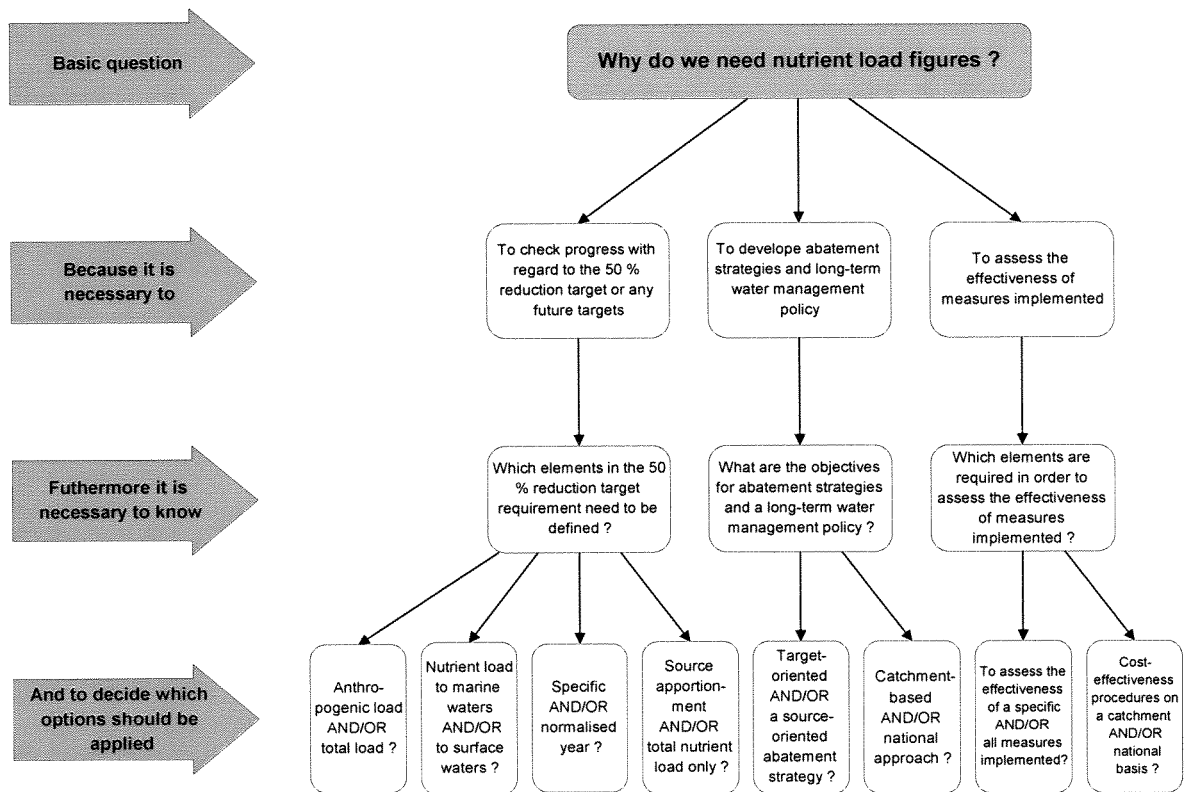 Basic question
Why do we need nutrient load figures ?
Because it is
necessary to
To check progress with
regard to the 50 %
reduction target or any
future targets
To develope abatement
strategies and long-term
water management
policy
To assess the
effectiveness of
measures implemented
Futhermore it is
necessary to know
Which elements in the 50
% reduction target
requirement need to be
defined ?
What are the objectives
for abatement strategies
and a long-term water
management policy ?
Which elements are
required in order to
assess the effectiveness
of measures
implemented ?
And to decide which
options should be
applied
Anthro-
pogenic load
AND/OR
total load ?
Nutrient load
to marine
waters
AND/OR
to surface
waters ?
Specific
AND/OR
normalised
year ?
Source
apportion-
ment
AND/OR
total nutrient
load only ?
Target-
oriented
AND/OR
a source-
oriented
abatement
strategy ?
Catchment-
based
AND/OR
national
approach ?
To assess the
effectiveness
of a specific
AND/OR
all measures
implemented?
Cost-
effectiveness
procedures on
a catchment
AND/OR
national
basis ?